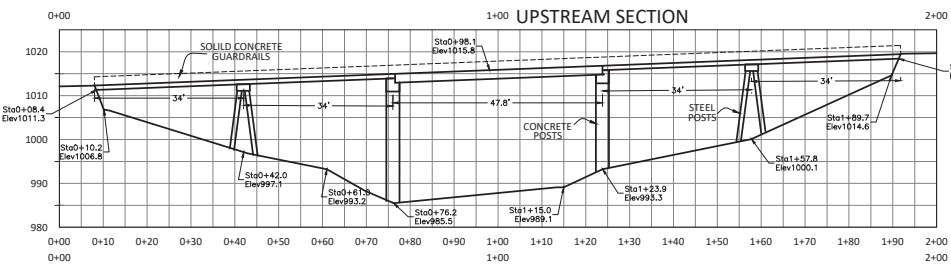 0+00
1+00
UPSTREAM SECTION
2+00
1020
SOLILD CONCRETE
GUARDRAILS
Sta0+98.1
Elev1015.8
1010
34'
34'
47.8'
34'
34'
Sta0+08.4
Elev1011.3
CONCRETE
POSTS
STEEL
POSTS
Sta1+89.7
Elev1014.6
1000
Sta0+10.2
Elev1006.8
Sta0+42.0
Elev997.1
990
Sta0+61.0
Elev993.2
Sta0+76.2
Elev985.5
Sta1+15.0
Elev989.1
Sta1+23.9
Elev993.3
Sta1+57.8
Elev1000.1
980
0+00 0+10 0+20 0+30 0+40 0+50 0+60 0+70 0+80 0+90 1+00 1+10 1+20 1+30 1+40 1+50 1+60 1+70 1+80 1+90 2+00
0+00 2+00